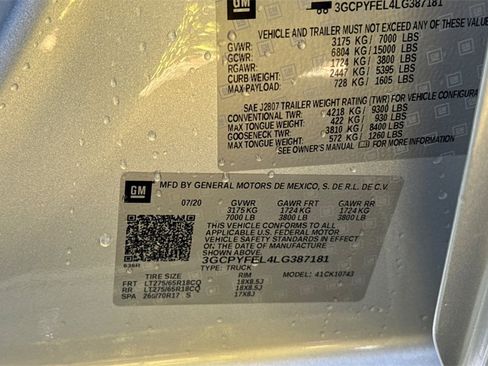 GM
3GCPYFEL4LG387181
VEHICLE AND TRAILER MUST NOT EXCEED ANY OF THESE VALUES
GVWR: 3175 KG / 7000 LBS
GCWR: 6804 KG / 15000 LBS
RGAWR: 1724 KG / 3800 LBS
CURB WEIGHT: 2447 KG / 5395 LBS
MAX PAYLOAD: 728 KG / 1605 LBS
SAE J2807 TRAILER WEIGHT RATING (TWR) FOR VEHICLE CONFIGURA
CONVENTIONAL TWR: 4218 KG / 9300 LBS
MAX TONGUE WEIGHT: 422 KG / 930 LBS
GOOSENECK TWR: 3810 KG / 8400 LBS
MAX TONGUE WEIGHT: 572 KG / 1260 LBS
SEE OWNER'S MANUAL FOR MORE INFORMATION
GM MFD BY GENERAL MOTORS DE MEXICO, S. DE R.L. DE C.V.
07/20 GVWR GAWR FRT GAWR RR
3175 KG 1724 KG 1724 KG
7000 LB 3800 LB 3800 LB
THIS VEHICLE CONFORMS TO ALL
APPLICABLE U.S. FEDERAL MOTOR
VEHICLE SAFETY STANDARDS IN
EFFECT ON THE DATE OF MANUFACTURE
SHOWN ABOVE.
3GCPYFEL4LG387181
TYPE: TRUCK MODEL: 41CK10743
TIRE SIZE RIM
FRT LT275/65R18CQ 18X8.5J
RR LT275/65R18CQ 18X8.5J
SPA 260/70R17 S 17X8J